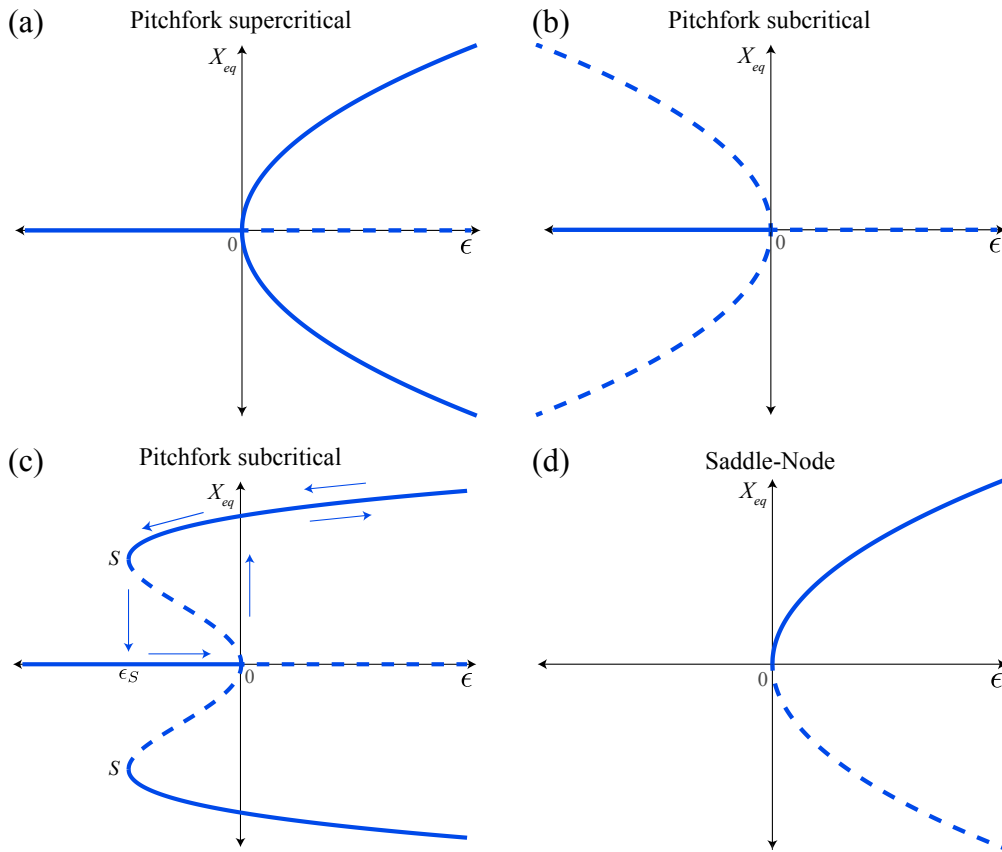 (a)
Pitchfork supercritical
X_eq
0
ϵ
(b)
Pitchfork subcritical
X_eq
0
ϵ
(c)
Pitchfork subcritical
X_eq
S
ϵ_S
0
ϵ
S
(d)
Saddle-Node
X_eq
0
ϵ